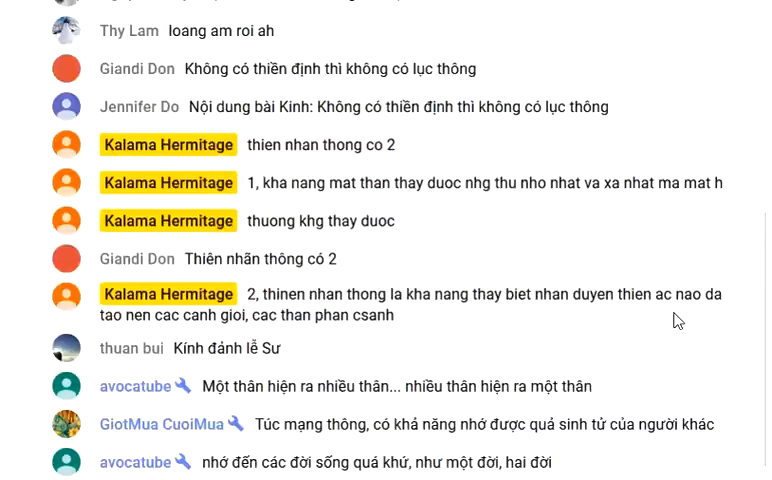 Thy Lam loang am roi ah
Giandi Don Không có thiền định thì không có lục thông
Jennifer Do Nội dung bài Kinh: Không có thiền định thì không có lục thông
Kalama Hermitage thien nhan thong co 2
Kalama Hermitage 1, kha nang mat than thay duoc nhg thu nho nhat va xa nhat ma mat h
Kalama Hermitage thuong khg thay duoc
Giandi Don Thiên nhãn thông có 2
Kalama Hermitage 2, thinen nhan thong la kha nang thay biet nhan duyen thien ac nao da
tao nen cac canh gioi, cac than phan csanh
thuan bui Kính đảnh lễ Sư
avocatube Một thân hiện ra nhiều thân... nhiều thân hiện ra một thân
GiotMua CuoiMua Túc mạng thông, có khả năng nhớ được quả sinh tử của người khác
avocatube nhớ đến các đời sống quá khứ, như một đời, hai đời